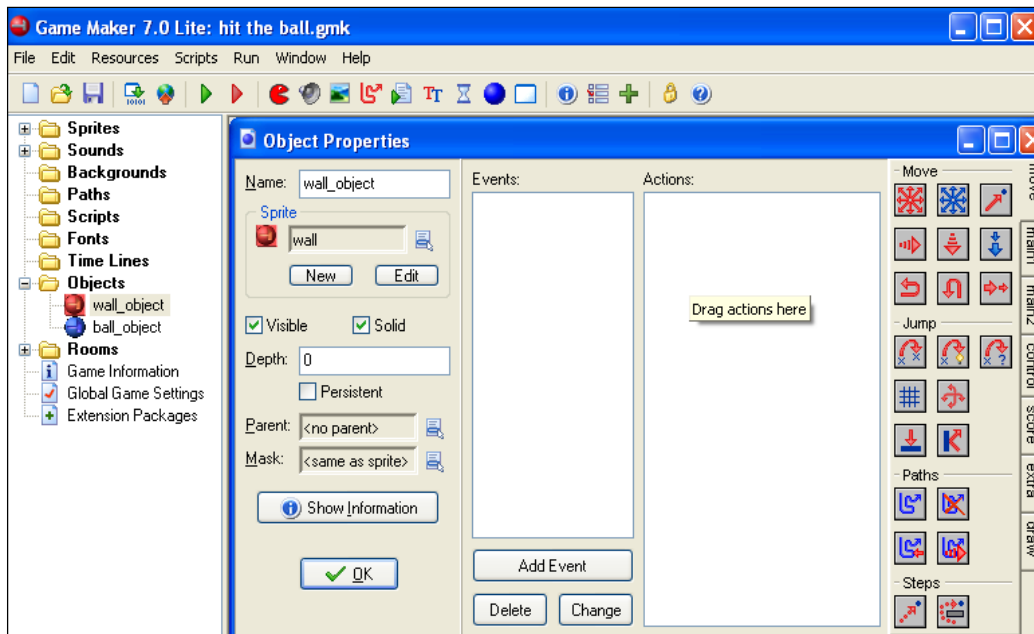 Game Maker 7.0 Lite: hit the ball.gmk
File Edit Resources Scripts Run Window Help
Sprites
Sounds
Backgrounds
Paths
Scripts
Fonts
Time Lines
Objects
wall_object
ball_object
Rooms
Game Information
Global Game Settings
Extension Packages
Object Properties
Name: wall_object
Sprite
wall
New Edit
Visible Solid
Depth: 0
Persistent
Parent: <no parent>
Mask: <same as sprite>
Show Information
OK
Events:
Add Event
Delete Change
Actions:
Drag actions here
Move
Jump
Paths
Steps
move
main1
main2
control
score
extra
draw